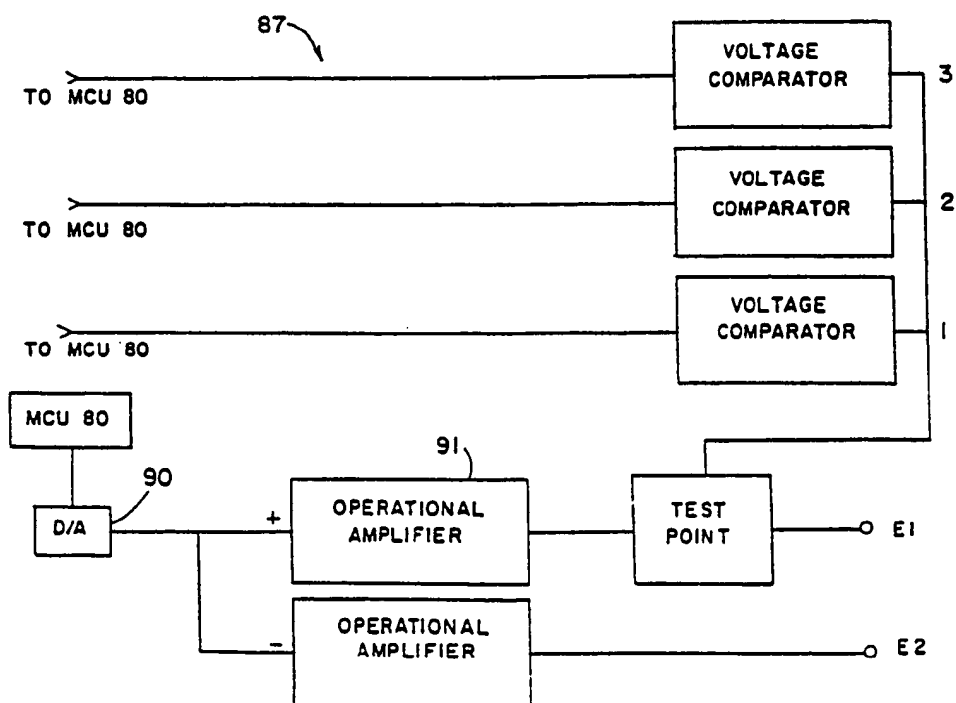 87
VOLTAGE
COMPARATOR
3
TO MCU 80
VOLTAGE
COMPARATOR
2
TO MCU 80
VOLTAGE
COMPARATOR
1
TO MCU 80
MCU 80
90
D/A
91
+
OPERATIONAL
AMPLIFIER
TEST
POINT
E1
-
OPERATIONAL
AMPLIFIER
E2